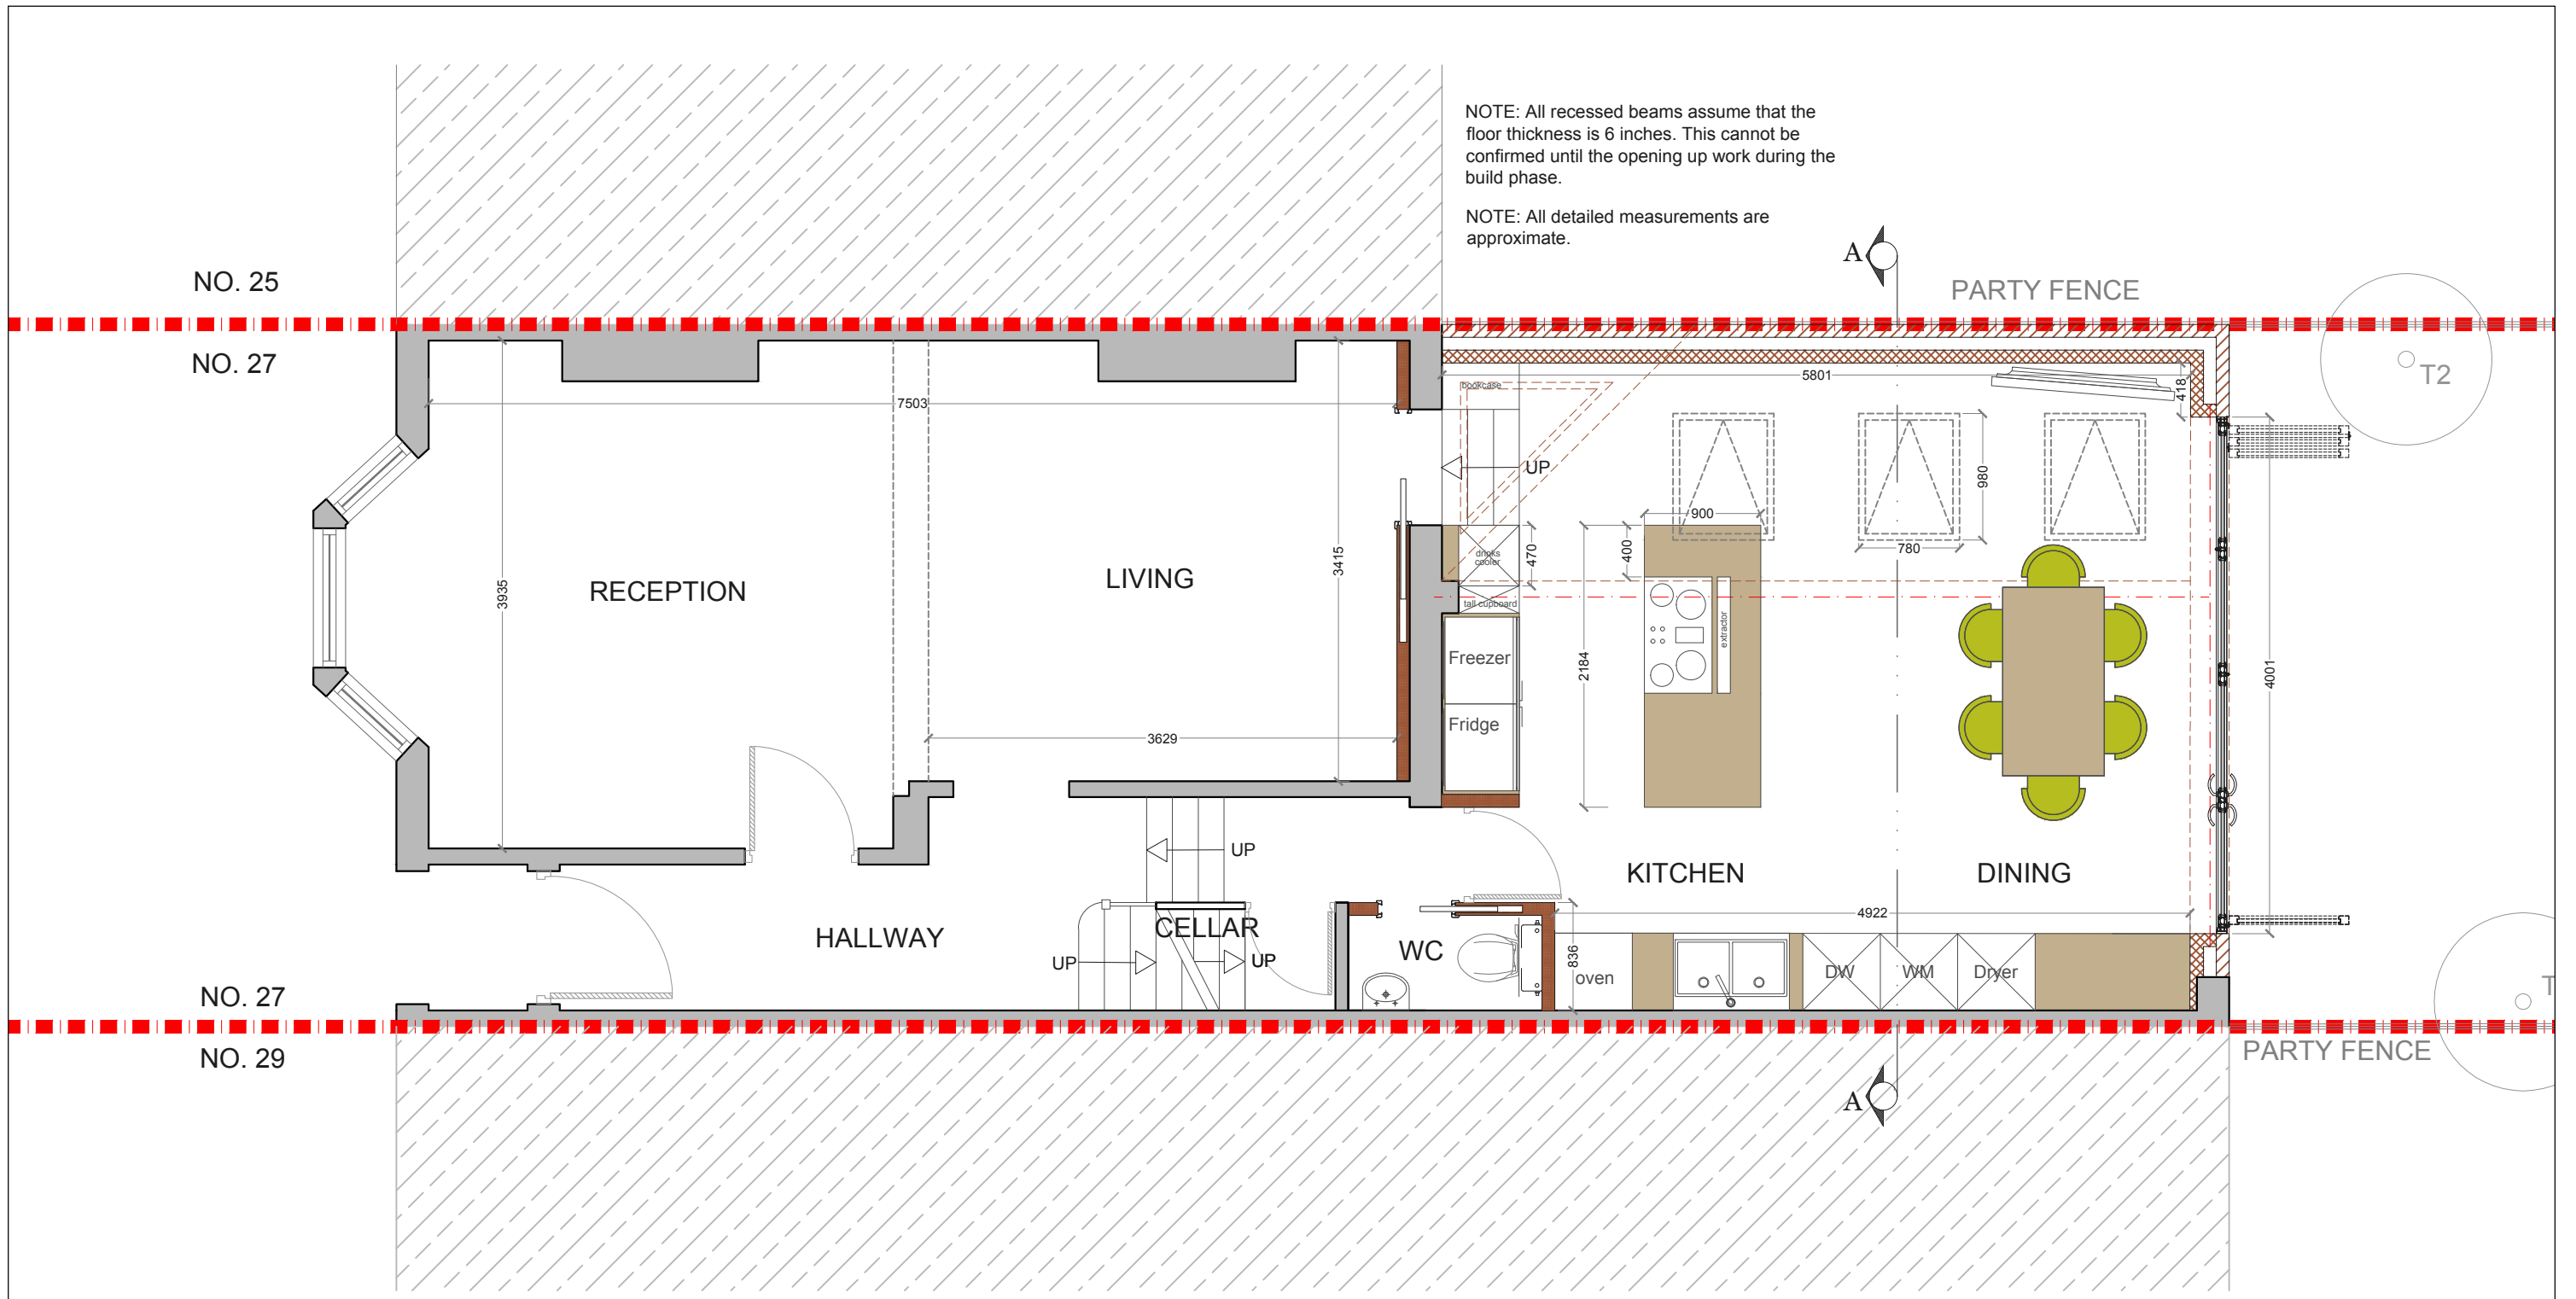 NOTE: All recessed beams assume that the
floor thickness is 6 inches. This cannot be
confirmed until the opening up work during the
build phase.
NOTE: All detailed measurements are
approximate.
A
NO. 25
PARTY FENCE
NO. 27
T2
bookcase
5801
418
7503
UP
980
900
400
470
780
drinks
cooler
3935
RECEPTION
LIVING
3415
tall cupboard
extractor
Freezer
2184
4001
Fridge
3629
UP
KITCHEN
DINING
4922
HALLWAY
CELLAR
WC
836
UP
UP
oven
DW
WM
Dryer
NO. 27
T
NO. 29
PARTY FENCE
A